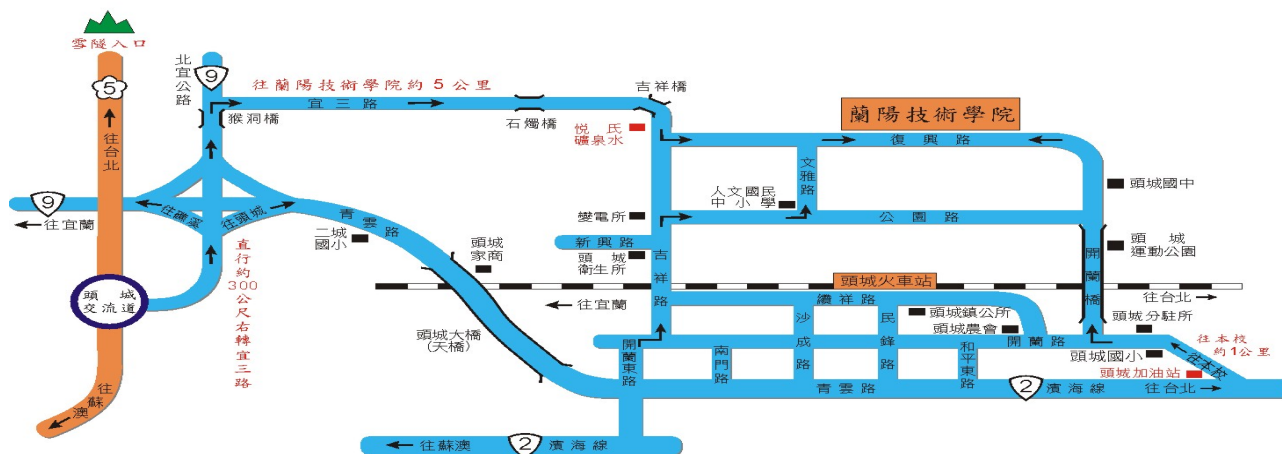 雪隧入口
5
往台北
北宜公路
9
往蘭陽技術學院約 5 公里
宜三路
猴洞橋
石燭橋
吉祥橋
悅氏
礦泉水
蘭陽技術學院
復興路
文雅路
人文國民
中小學
頭城國中
9
往宜蘭
往礁溪
往頭城
青雲路
二城
國小
頭城
家商
變電所
公園路
新興路
頭城
衛生所
吉祥路
開蘭橋
頭城
運動公園
直行約300公尺右轉宜三路
頭城
交流道
往宜蘭
頭城火車站
往台北
纘祥路
頭城鎮公所
頭城農會
頭城分駐所
頭城大橋
(天橋)
開蘭東路
南門路
沙成路
民鋒路
和平東路
開蘭路
頭城國小
往本校
約1公里
往本校
頭城加油站
青雲路
2
濱海線
往台北
往蘇澳
往蘇澳
2
濱海線